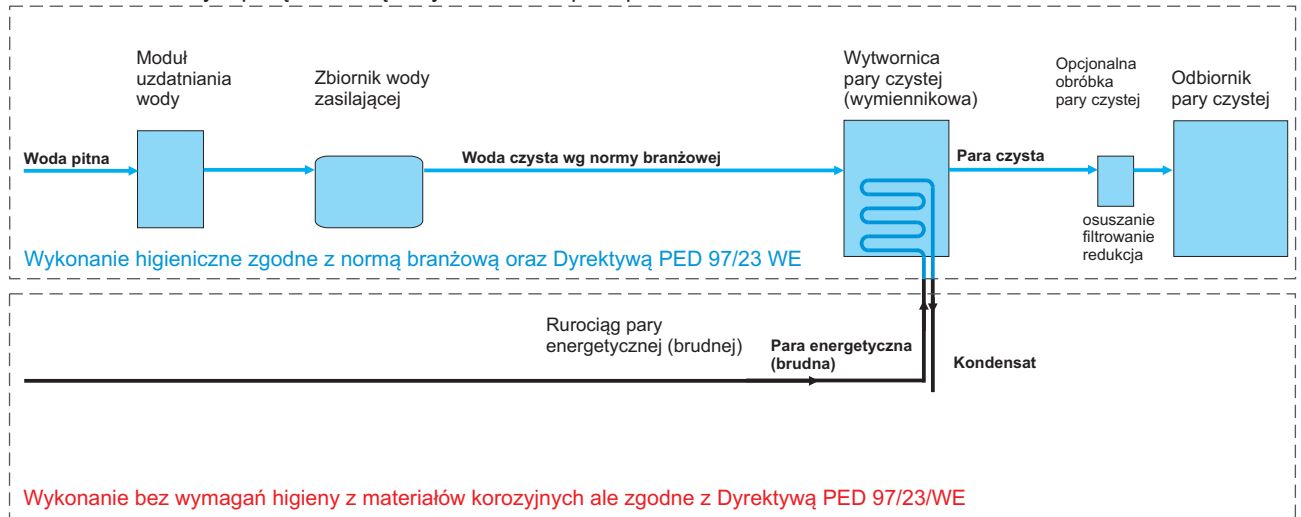 Moduł
uzdatniania
wody
Zbiornik wody
zasilającej
Wytwornica
pary czystej
(wymiennikowa)
Opcjonalna
obróbka
pary czystej
Odbiornik
pary czystej
Woda pitna
Woda czysta wg normy branżowej
Para czysta
osuszanie
filtrowanie
redukcja
Wykonanie higieniczne zgodne z normą branżową oraz Dyrektywą PED 97/23 WE
Rurociąg pary
energetycznej (brudnej)
Para energetyczna
(brudna)
Kondensat
Wykonanie bez wymagań higieny z materiałów korozyjnych ale zgodne z Dyrektywą PED 97/23/WE